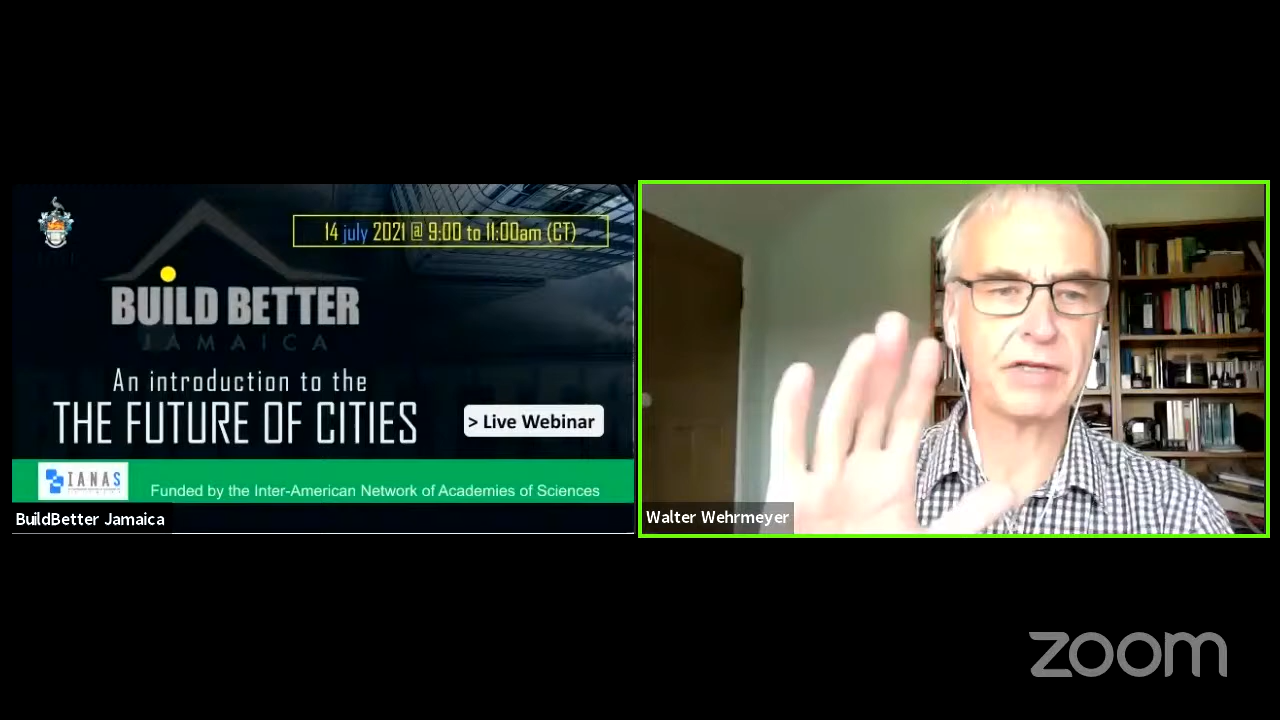 14 july 2021 @ 9:00 to 11:00am (CT)
BUILD BETTER
JAMAICA
An introduction to the
THE FUTURE OF CITIES
> Live Webinar
IANAS
Funded by the Inter-American Network of Academies of Sciences
BuildBetter Jamaica
Walter Wehrmeyer
zoom